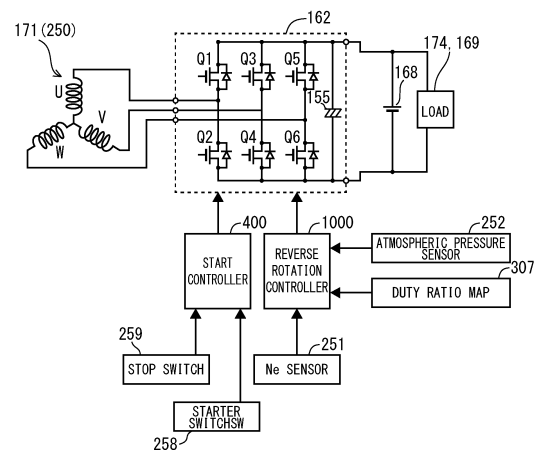 162
171(250)
174,169
Q1
Q3
Q5
U
V
W
155
168
LOAD
Q2
Q4
Q6
400
1000
252
START
CONTROLLER
REVERSE
ROTATION
CONTROLLER
ATMOSPHERIC PRESSURE
SENSOR
307
DUTY RATIO MAP
259
251
STOP SWITCH
Ne SENSOR
STARTER
SWITCHSW
258